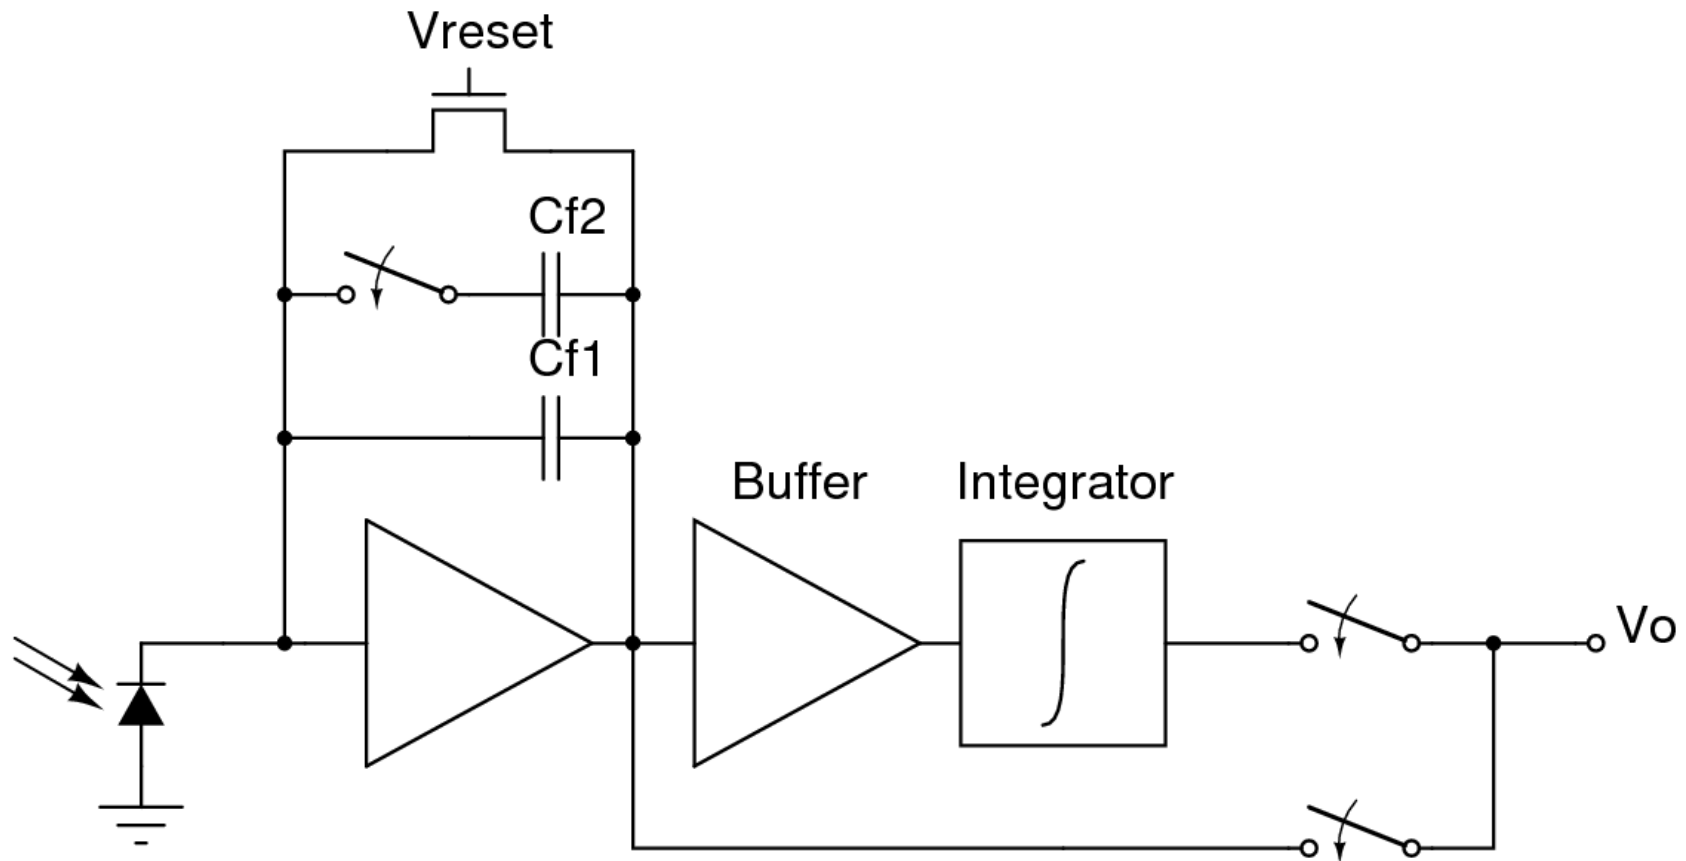 Vreset
Cf2
Cf1
Buffer
Integrator
Vo